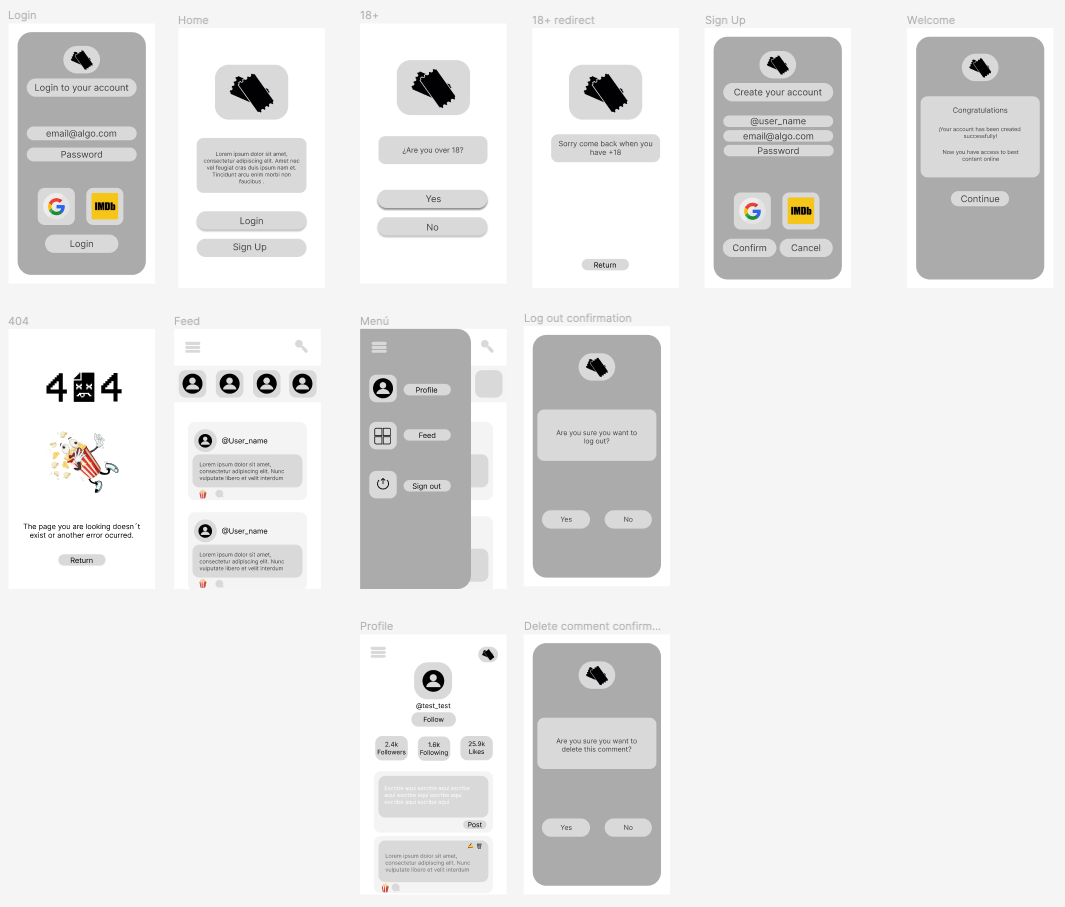 Login
Login to your account
email@algo.com
Password
IMDb
Login
Home
Lorem ipsum dolor sit amet,
consectetur adipiscing elit. Amet nec
vel feugiat cras duis ipsum nam et.
Tincidunt arcu enim morbi non
faucibus .
Login
Sign Up
18+
¿Are you over 18?
Yes
No
18+ redirect
Sorry come back when you
have +18
Return
Sign Up
Create your account
@user_name
email@algo.com
Password
IMDb
Confirm
Cancel
Welcome
Congratulations
¡Your account has been created
successfully!
Now you have access to best
content online
Continue
404
4 4
The page you are looking doesn´t
exist or another error ocurred.
Return
Feed
@User_name
Lorem ipsum dolor sit amet,
consectetur adipiscing elit. Nunc
vulputate libero et velit interdum
@User_name
Lorem ipsum dolor sit amet,
consectetur adipiscing elit. Nunc
vulputate libero et velit interdum
Menú
Profile
Feed
Sign out
Log out confirmation
Are you sure you want to
log out?
Yes
No
Profile
@test_test
Follow
2.4k
Followers
1.6k
Following
25.9k
Likes
Escribe aqui escribe aqui escribe
aqui escribe aqui escribe aqui
escribe aqui escribe aqui
Post
Lorem ipsum dolor sit amet,
consectetur adipiscing elit. Nunc
vulputate libero et velit interdum
Delete comment confirm...
Are you sure you want to
delete this comment?
Yes
No